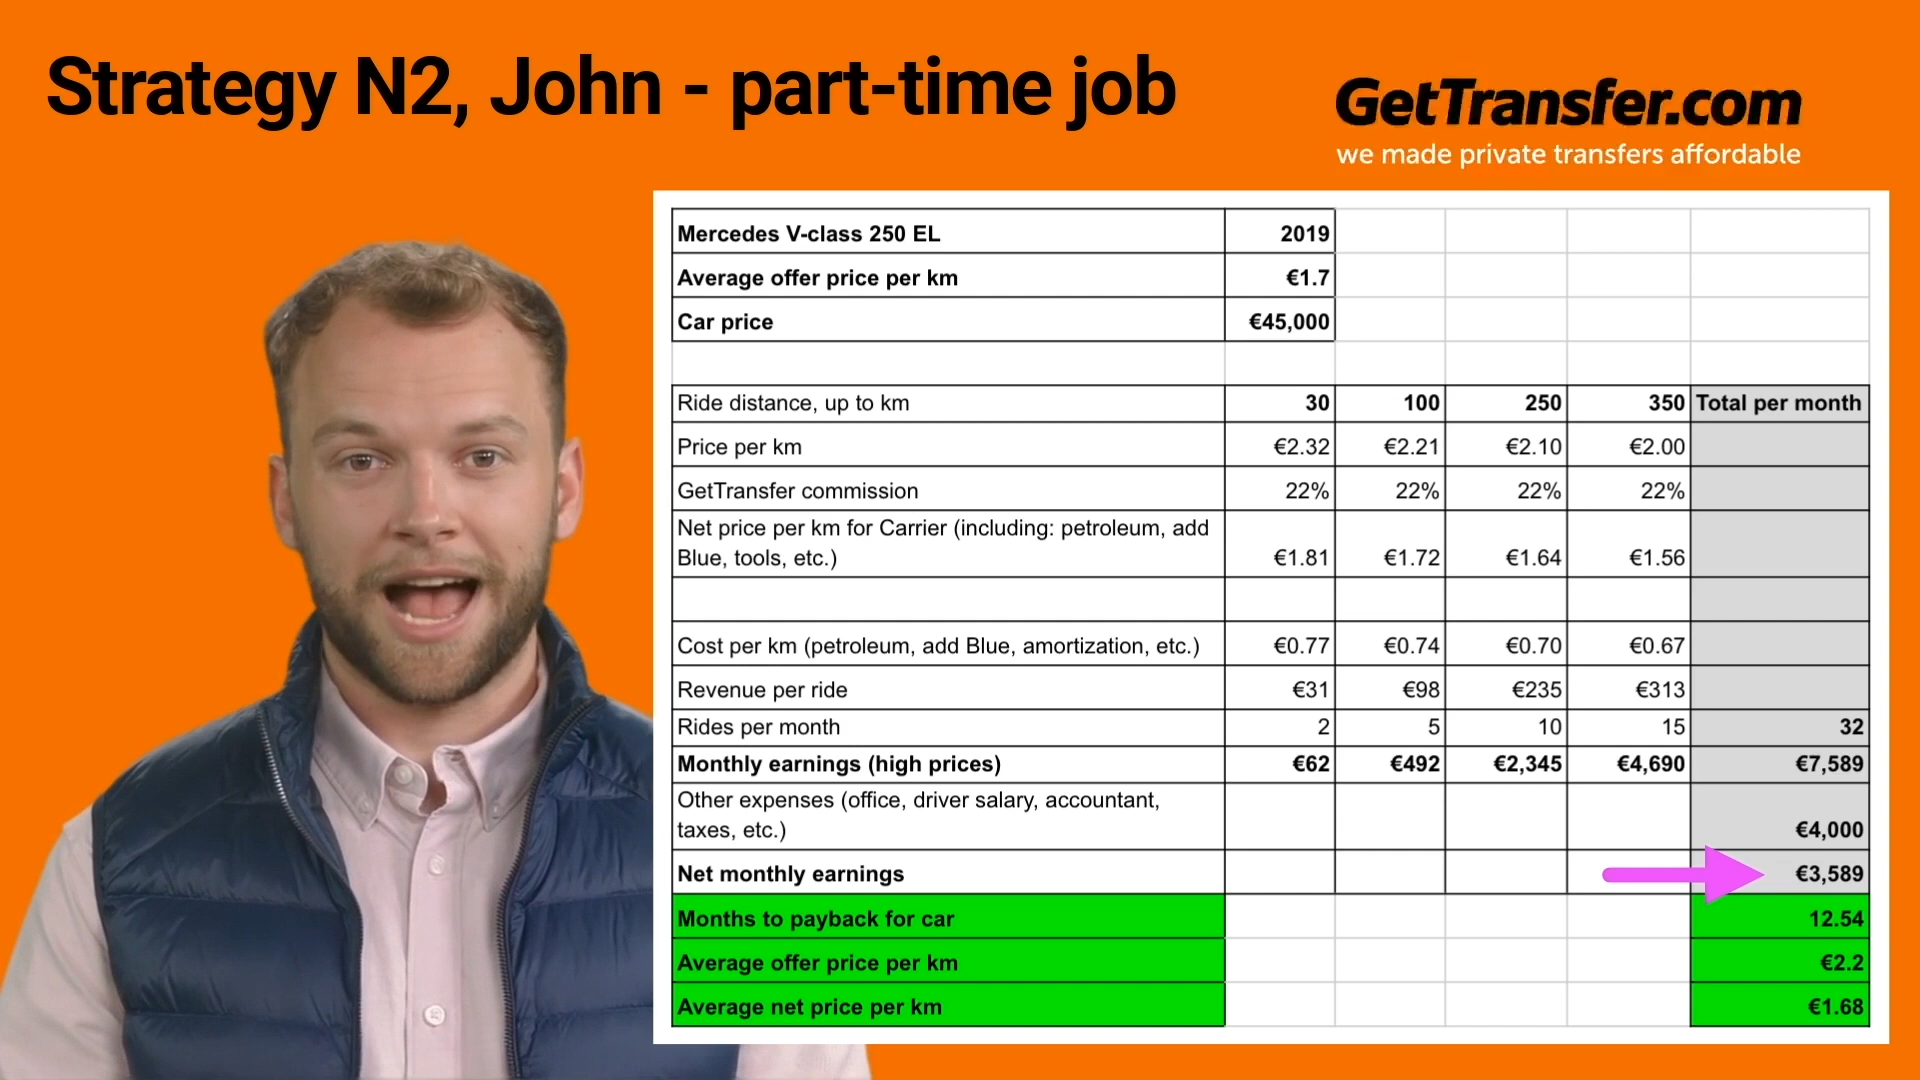 Strategy N2, John - part-time job
GetTransfer.com
we made private transfers affordable
Mercedes V-class 250 EL 2019
Average offer price per km €1.7
Car price €45,000
Ride distance, up to km 30 100 250 350 Total per month
Price per km €2.32 €2.21 €2.10 €2.00
GetTransfer commission 22% 22% 22% 22%
Net price per km for Carrier (including: petroleum, add
Blue, tools, etc.) €1.81 €1.72 €1.64 €1.56
Cost per km (petroleum, add Blue, amortization, etc.) €0.77 €0.74 €0.70 €0.67
Revenue per ride €31 €98 €235 €313
Rides per month 2 5 10 15 32
Monthly earnings (high prices) €62 €492 €2,345 €4,690 €7,589
Other expenses (office, driver salary, accountant,
taxes, etc.) €4,000
Net monthly earnings €3,589
Months to payback for car 12.54
Average offer price per km €2.2
Average net price per km €1.68